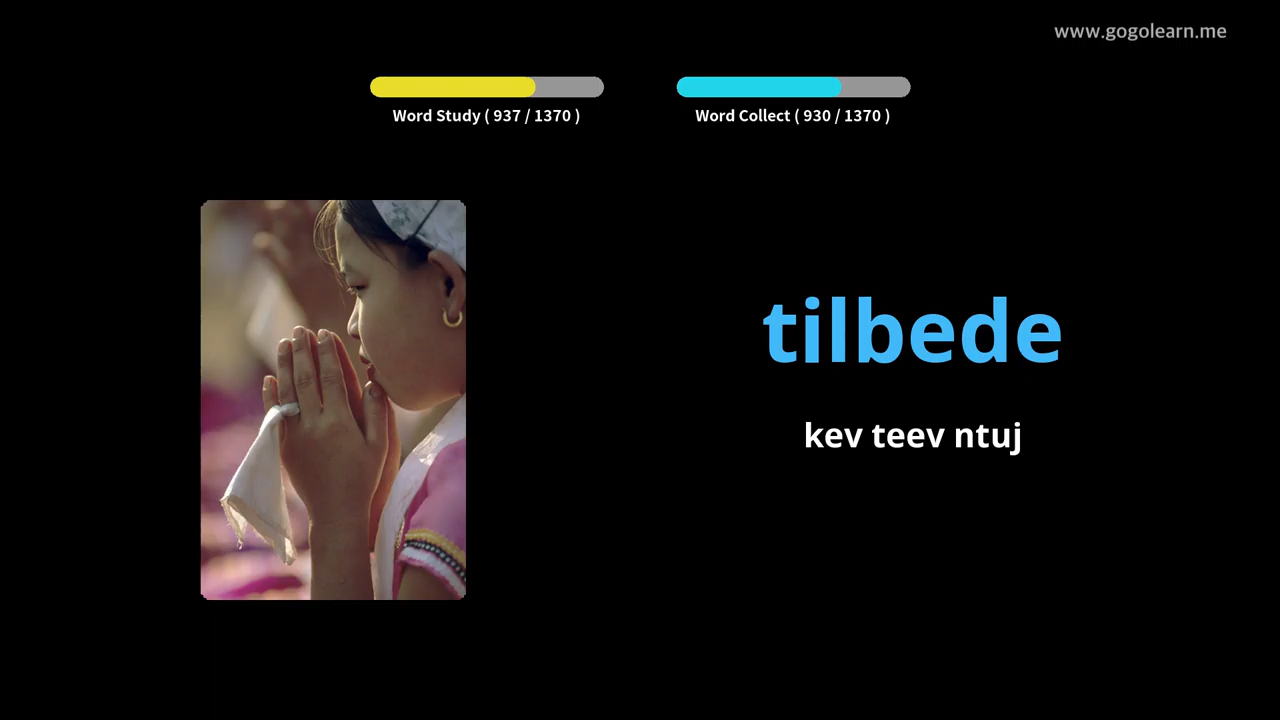 www.gogolearn.me
Word Study ( 937 / 1370 )
Word Collect ( 930 / 1370 )
tilbede
kev teev ntuj